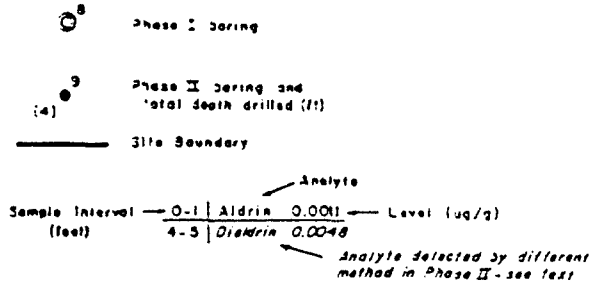 8
Phase I boring
9
(4)
Phase II boring and
total depth drilled (ft)
Site Boundary
Analyte
Sample Interval
(feet)
0-1 Aldrin 0.0011
Level (ug/g)
4-5 Dieldrin 0.0048
Analyte detected by different
method in Phase II - see text